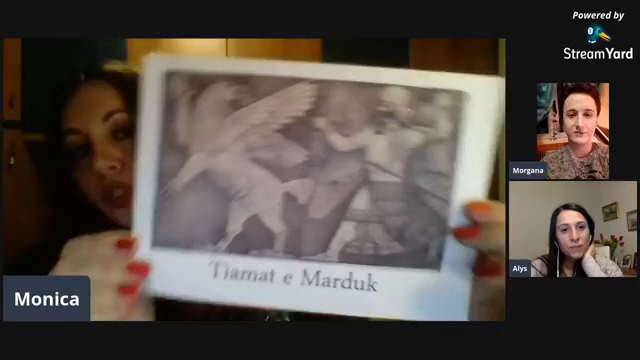 Powered by
StreamYard
Tiamat e Marduk
Monica
Morgana
Alys